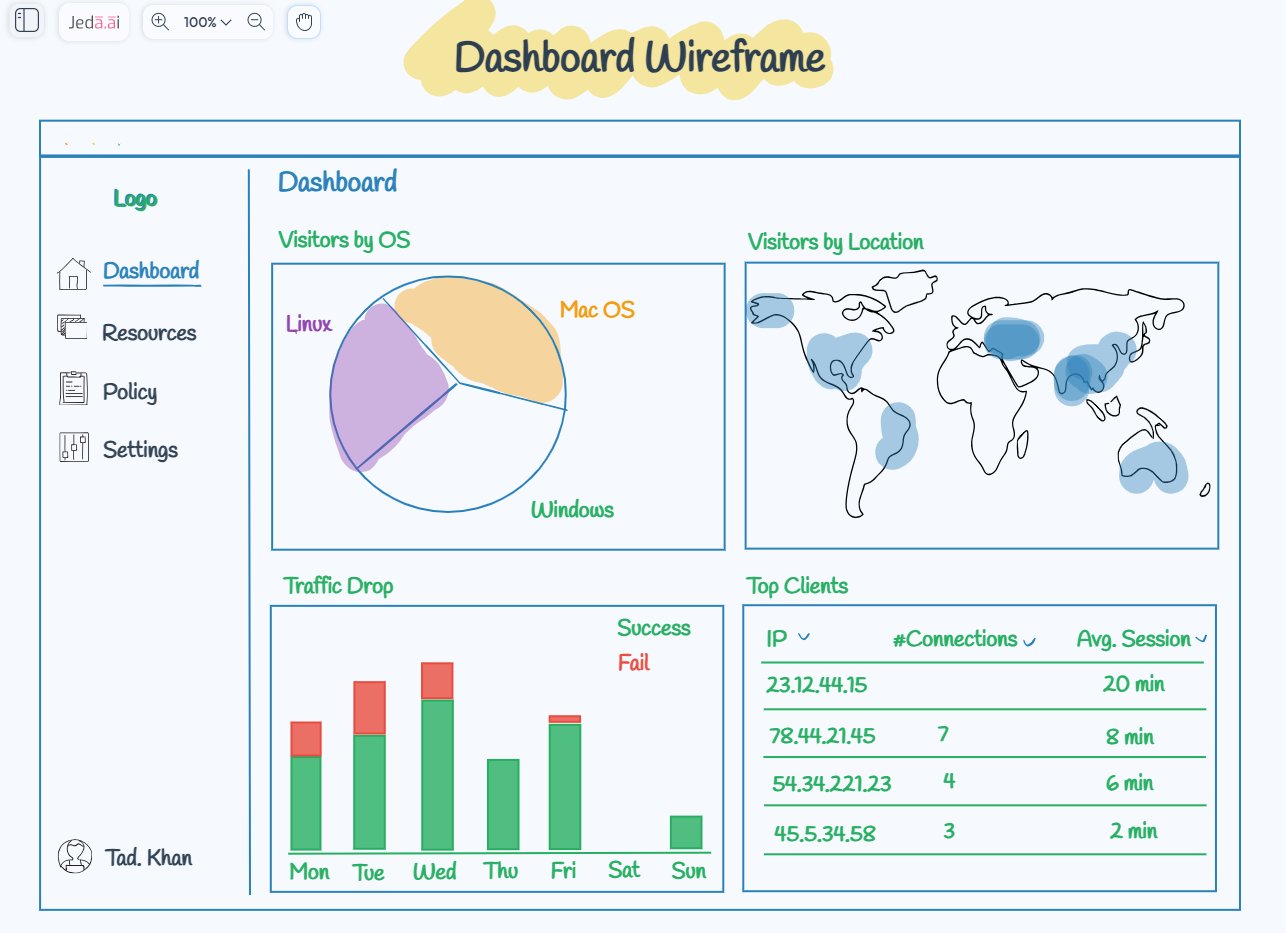 Jedā.āi
100%
Dashboard Wireframe
Logo
Dashboard
Resources
Policy
Settings
Tad. Khan
Dashboard
Visitors by OS
Linux
Mac OS
Windows
Visitors by Location
Traffic Drop
Success
Fail
Mon Tue Wed Thu Fri Sat Sun
Top Clients
IP #Connections Avg. Session
23.12.44.15 20 min
78.44.21.45 7 8 min
54.34.221.23 4 6 min
45.5.34.58 3 2 min